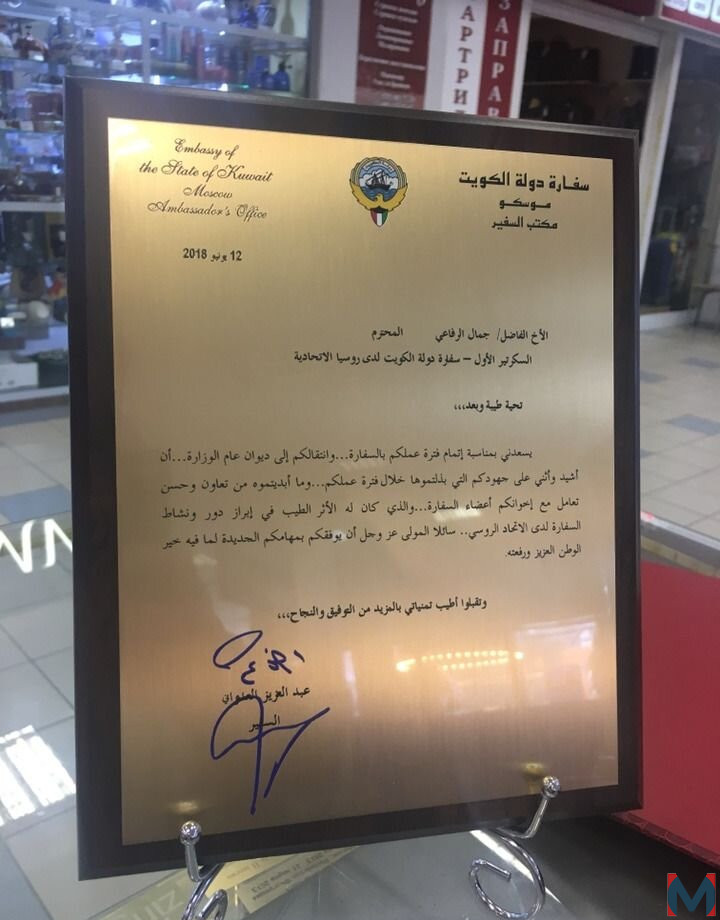 АРТРИ
ЗАПРАВ
Embassy of
the State of Kuwait
Moscow
Ambassador's Office
سفارة دولة الكويت
موسكو
مكتب السفير
12 يونيو 2018
الأخ الفاضل/ جمال الرفاعي المحترم
السكرتير الأول – سفارة دولة الكويت لدى روسيا الاتحادية
تحية طيبة وبعد،،،
يسعدني بمناسبة إتمام فترة عملكم بالسفارة...وانتقالكم إلى ديوان عام الوزارة...أن
أشيد وأثني على جهودكم التي بذلتموها خلال فترة عملكم...وما أبديتموه من تعاون وحسن
تعامل مع إخوانكم أعضاء السفارة...والذي كان له الأثر الطيب في إبراز دور ونشاط
السفارة لدى الاتحاد الروسي.. سائلا المولى عز وجل أن يوفقكم بمهامكم الجديدة لما فيه خير
الوطن العزيز ورفعته.
وتقبلوا أطيب تمنياتي بالمزيد من التوفيق والنجاح،،،
عبد العزيز العدواني
السفير
M